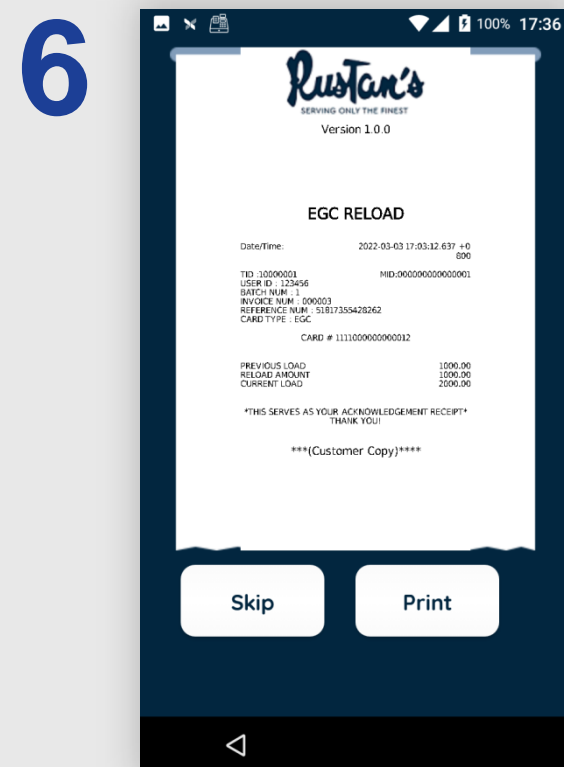 6
100% 17:36
Rustan's
SERVING ONLY THE FINEST
Version 1.0.0
EGC RELOAD
Date/Time: 2022-03-03 17:03:12.637 +0
800
TID :10000001 MID:000000000000001
USER ID : 123456
BATCH NUM : 1
INVOICE NUM : 000003
REFERENCE NUM : 51817355428262
CARD TYPE : EGC
CARD # 1111000000000012
PREVIOUS LOAD 1000.00
RELOAD AMOUNT 1000.00
CURRENT LOAD 2000.00
*THIS SERVES AS YOUR ACKNOWLEDGEMENT RECEIPT*
THANK YOU!
***(Customer Copy)****
Skip Print